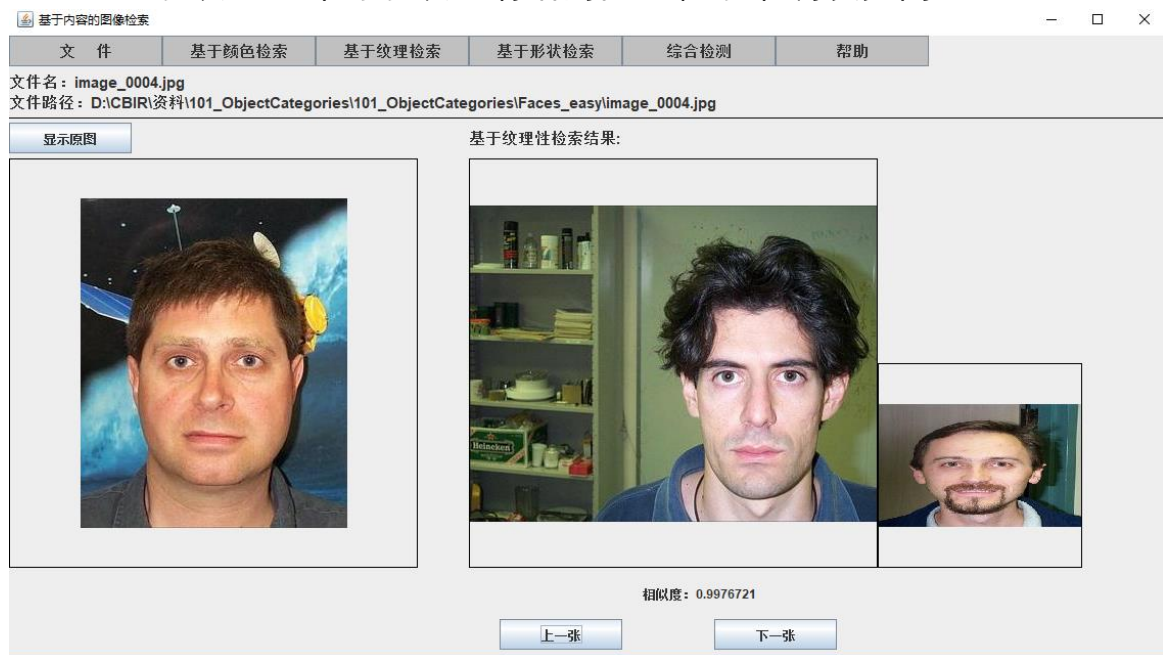 基于内容的图像检索
文 件 基于颜色检索 基于纹理检索 基于形状检索 综合检测 帮助
文件名：image_0004.jpg
文件路径：D:\CBIR\资料\101_ObjectCategories\101_ObjectCategories\Faces_easy\image_0004.jpg
显示原图 基于纹理性检索结果:
Heineken
相似度：0.9976721
上一张 下一张